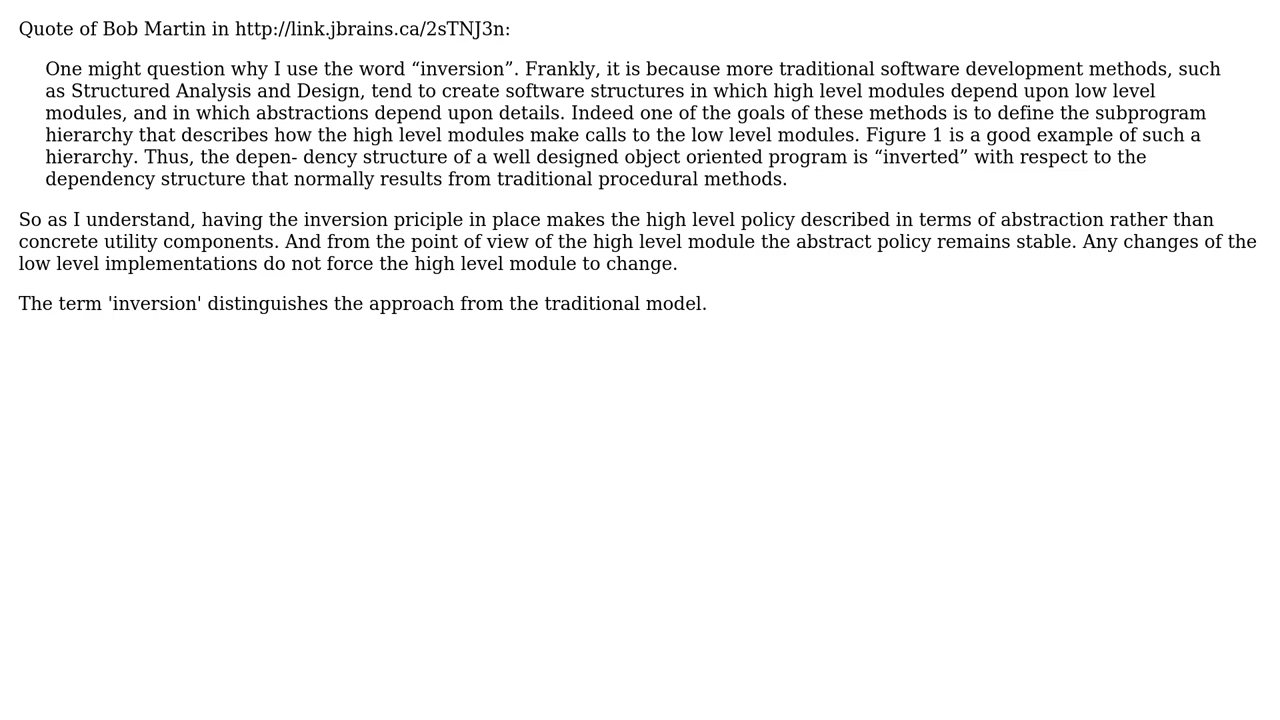 Quote of Bob Martin in http://link.jbrains.ca/2sTNJ3n:
One might question why I use the word “inversion”. Frankly, it is because more traditional software development methods, such
as Structured Analysis and Design, tend to create software structures in which high level modules depend upon low level
modules, and in which abstractions depend upon details. Indeed one of the goals of these methods is to define the subprogram
hierarchy that describes how the high level modules make calls to the low level modules. Figure 1 is a good example of such a
hierarchy. Thus, the depen- dency structure of a well designed object oriented program is “inverted” with respect to the
dependency structure that normally results from traditional procedural methods.
So as I understand, having the inversion priciple in place makes the high level policy described in terms of abstraction rather than
concrete utility components. And from the point of view of the high level module the abstract policy remains stable. Any changes of the
low level implementations do not force the high level module to change.
The term 'inversion' distinguishes the approach from the traditional model.